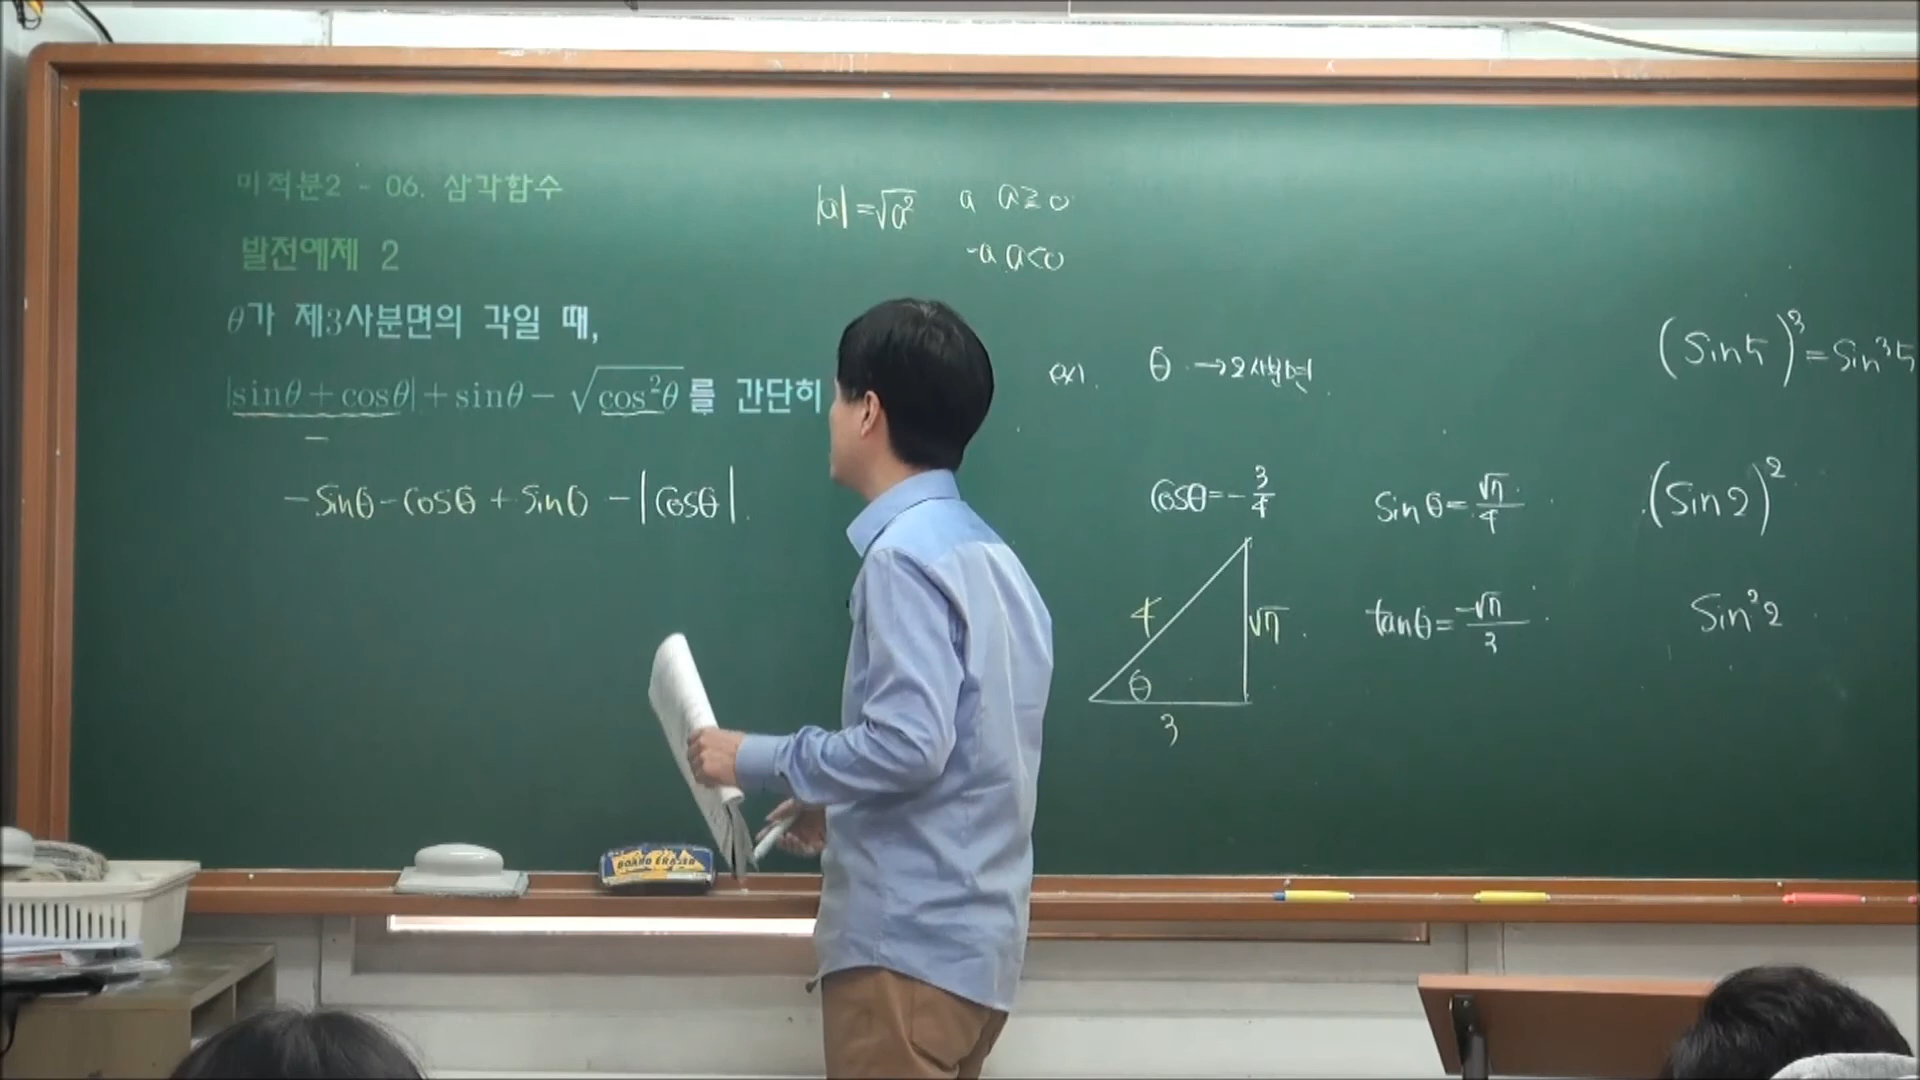 미적분2 - 06. 삼각함수
발전예제 2
θ가 제3사분면의 각일 때,
|sinθ + cosθ| + sinθ − √cos²θ 를 간단히
−
−sinθ − cosθ + sinθ − |cosθ|.
|a| = √a² a a ≥ 0
-a a < 0
ex). θ → 2사분면
cosθ = −3/4
sinθ = √7/4
4
√7
θ
3
tanθ = −√7/3
(sin5)³ = sin³5
(sin2)²
sin²2
BOARD ERASER